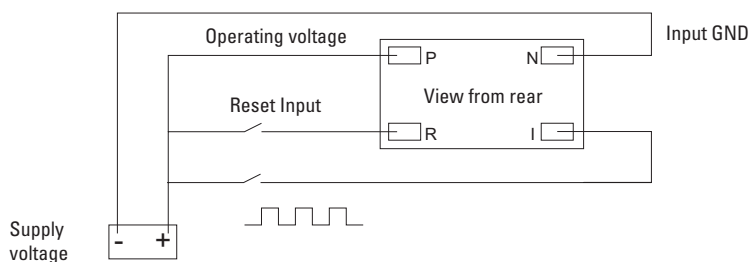 Input GND
Operating voltage
P
N
View from rear
Reset Input
R
I
Supply
voltage
- +